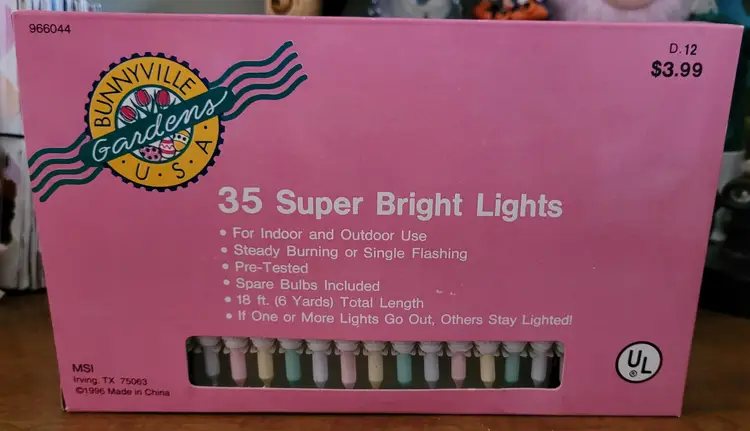 966044
D. 12
$3.99
BUNNYVILLE
Gardens
U·S·A·
35 Super Bright Lights
• For Indoor and Outdoor Use
• Steady Burning or Single Flashing
• Pre-Tested
• Spare Bulbs Included
• 18 ft. (6 Yards) Total Length
• If One or More Lights Go Out, Others Stay Lighted!
MSI
Irving, TX 75063
©1996 Made in China
UL
®